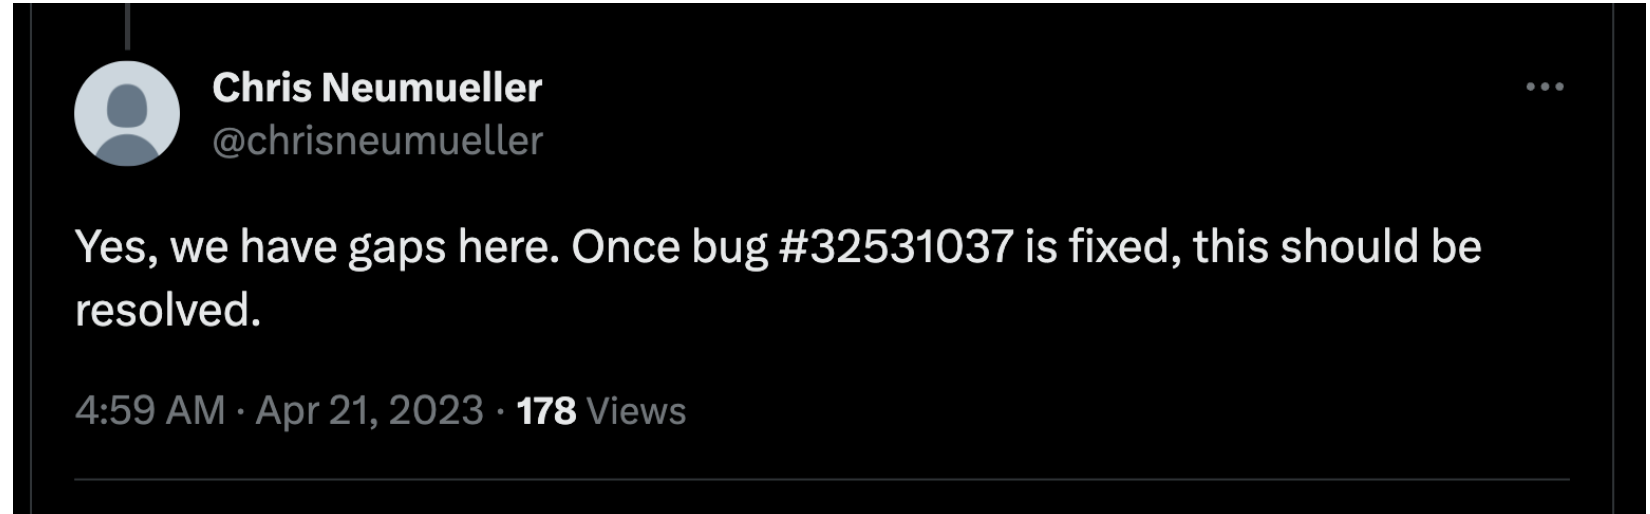 Chris Neumueller
@chrisneumueller
Yes, we have gaps here. Once bug #32531037 is fixed, this should be
resolved.
4:59 AM · Apr 21, 2023 · 178 Views